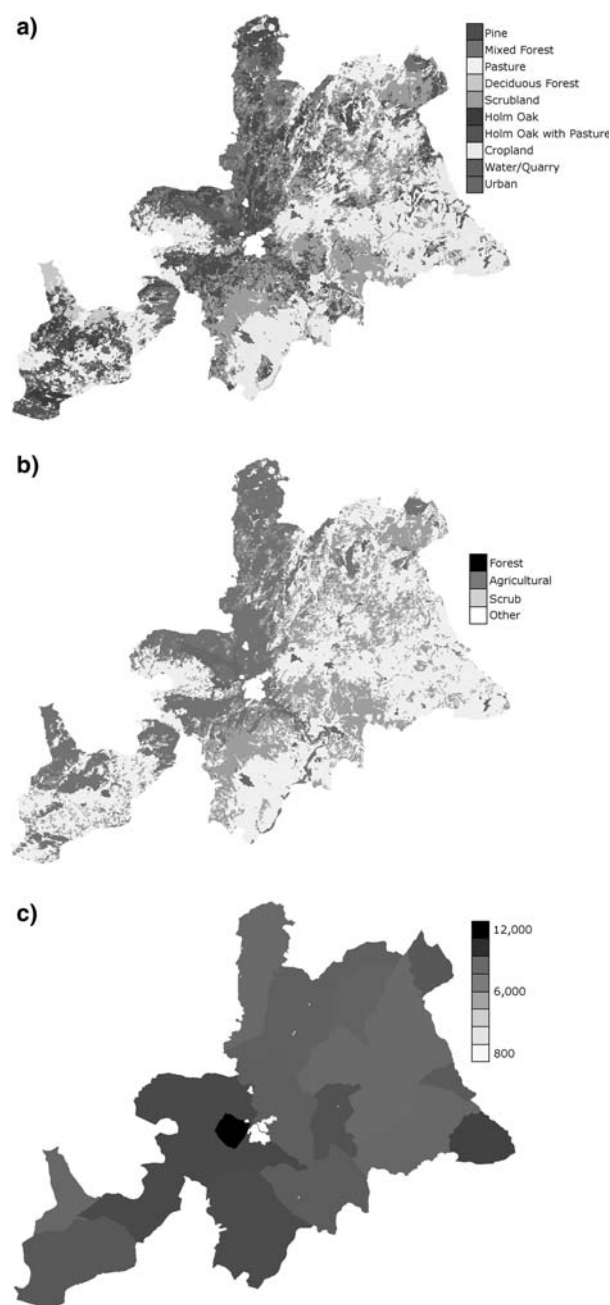 a)
Pine
Mixed Forest
Pasture
Deciduous Forest
Scrubland
Holm Oak
Holm Oak with Pasture
Cropland
Water/Quarry
Urban
b)
Forest
Agricultural
Scrub
Other
c)
12,000
6,000
800